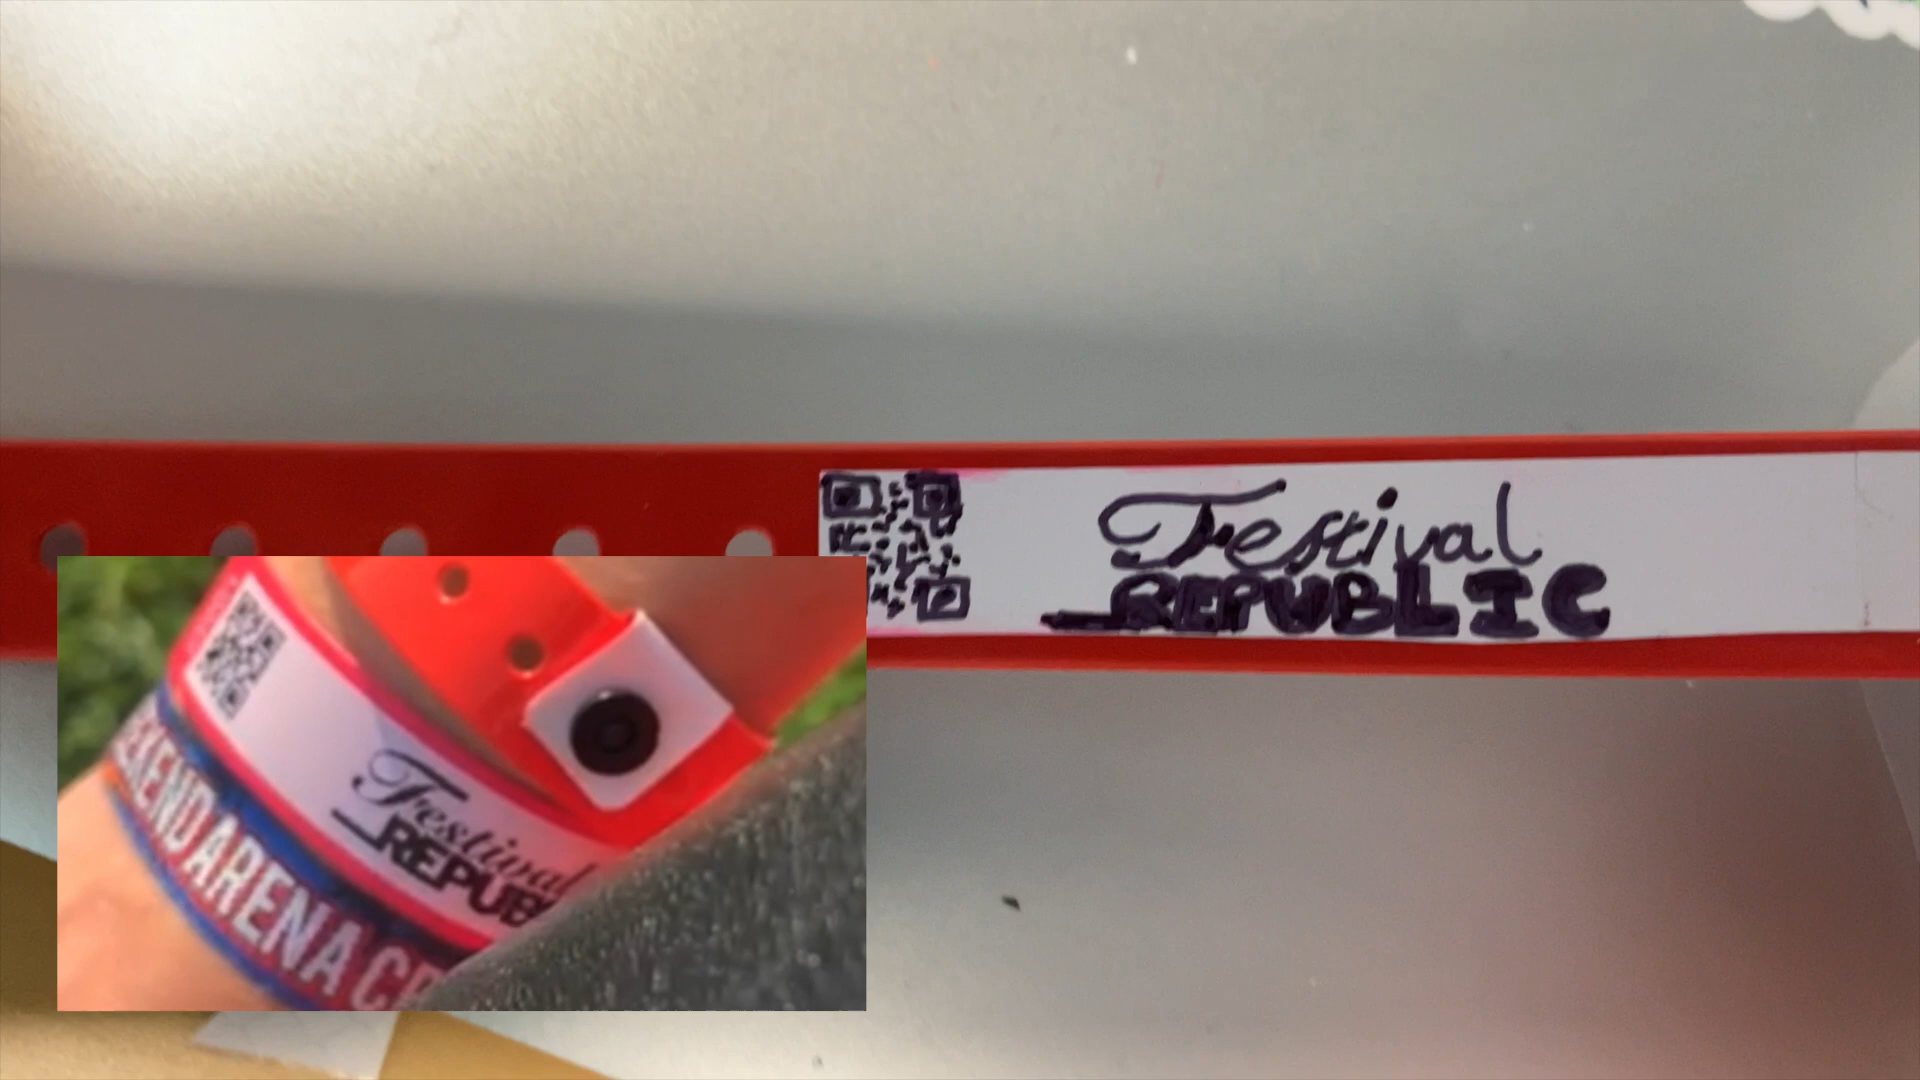 Festival
REPUBLIC
Festival
REPUB
EKEND ARENA C